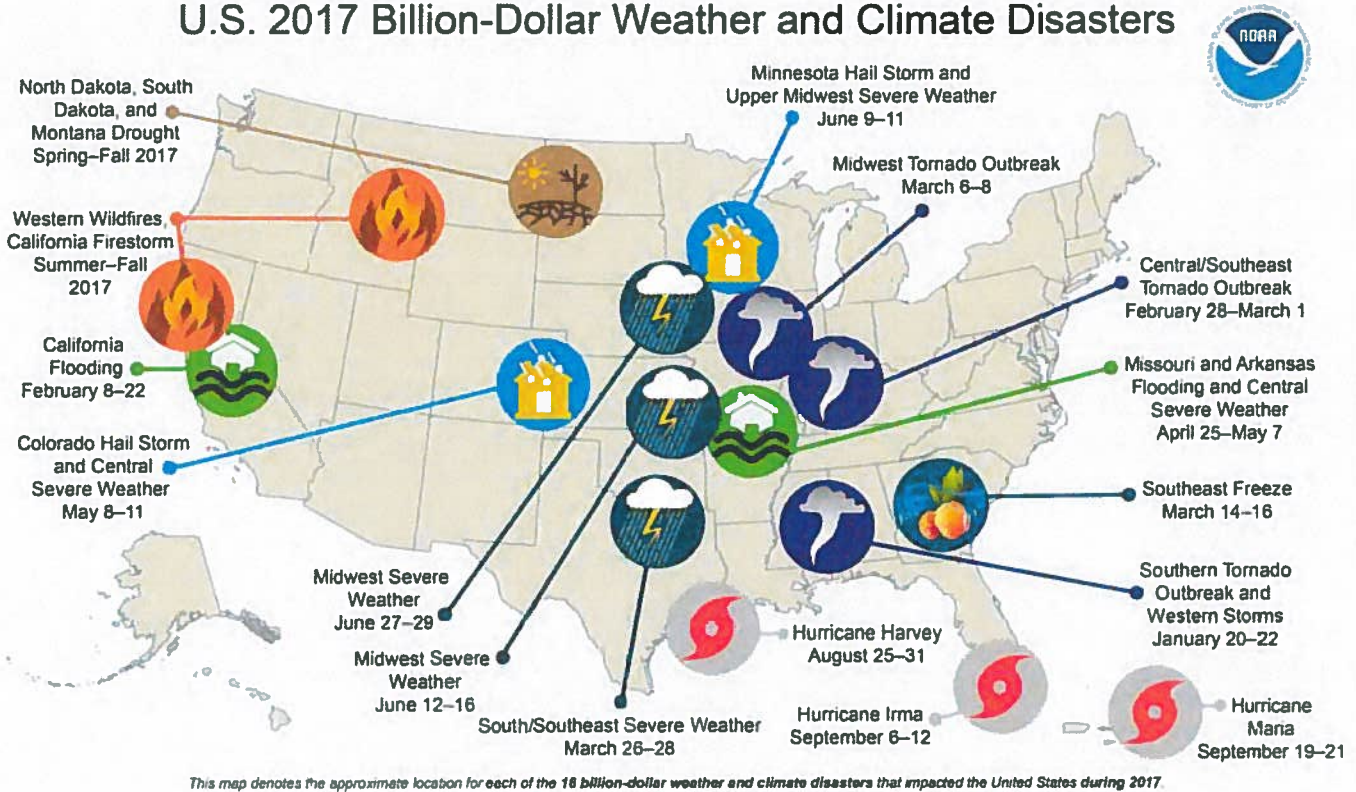 U.S. 2017 Billion-Dollar Weather and Climate Disasters
NOAA
North Dakota, South
Dakota, and
Montana Drought
Spring–Fall 2017
Minnesota Hail Storm and
Upper Midwest Severe Weather
June 9–11
Midwest Tornado Outbreak
March 6–8
Western Wildfires,
California Firestorm
Summer–Fall
2017
Central/Southeast
Tornado Outbreak
February 28–March 1
California
Flooding
February 8–22
Missouri and Arkansas
Flooding and Central
Severe Weather
April 25–May 7
Colorado Hail Storm
and Central
Severe Weather
May 8–11
Southeast Freeze
March 14–16
Midwest Severe
Weather
June 27–29
Southern Tornado
Outbreak and
Western Storms
January 20–22
Hurricane Harvey
August 25–31
Midwest Severe
Weather
June 12–16
South/Southeast Severe Weather
March 26–28
Hurricane Irma
September 6–12
Hurricane
Maria
September 19–21
This map denotes the approximate location for each of the 16 billion-dollar weather and climate disasters that impacted the United States during 2017.